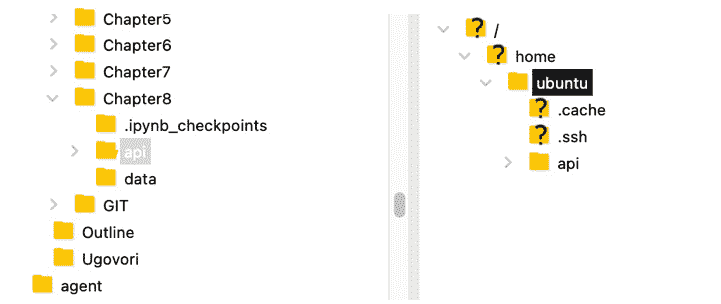 Chapter5
Chapter6
Chapter7
Chapter8
.ipynb_checkpoints
api
data
GIT
Outline
Ugovori
agent
? /
? home
ubuntu
? .cache
? .ssh
api